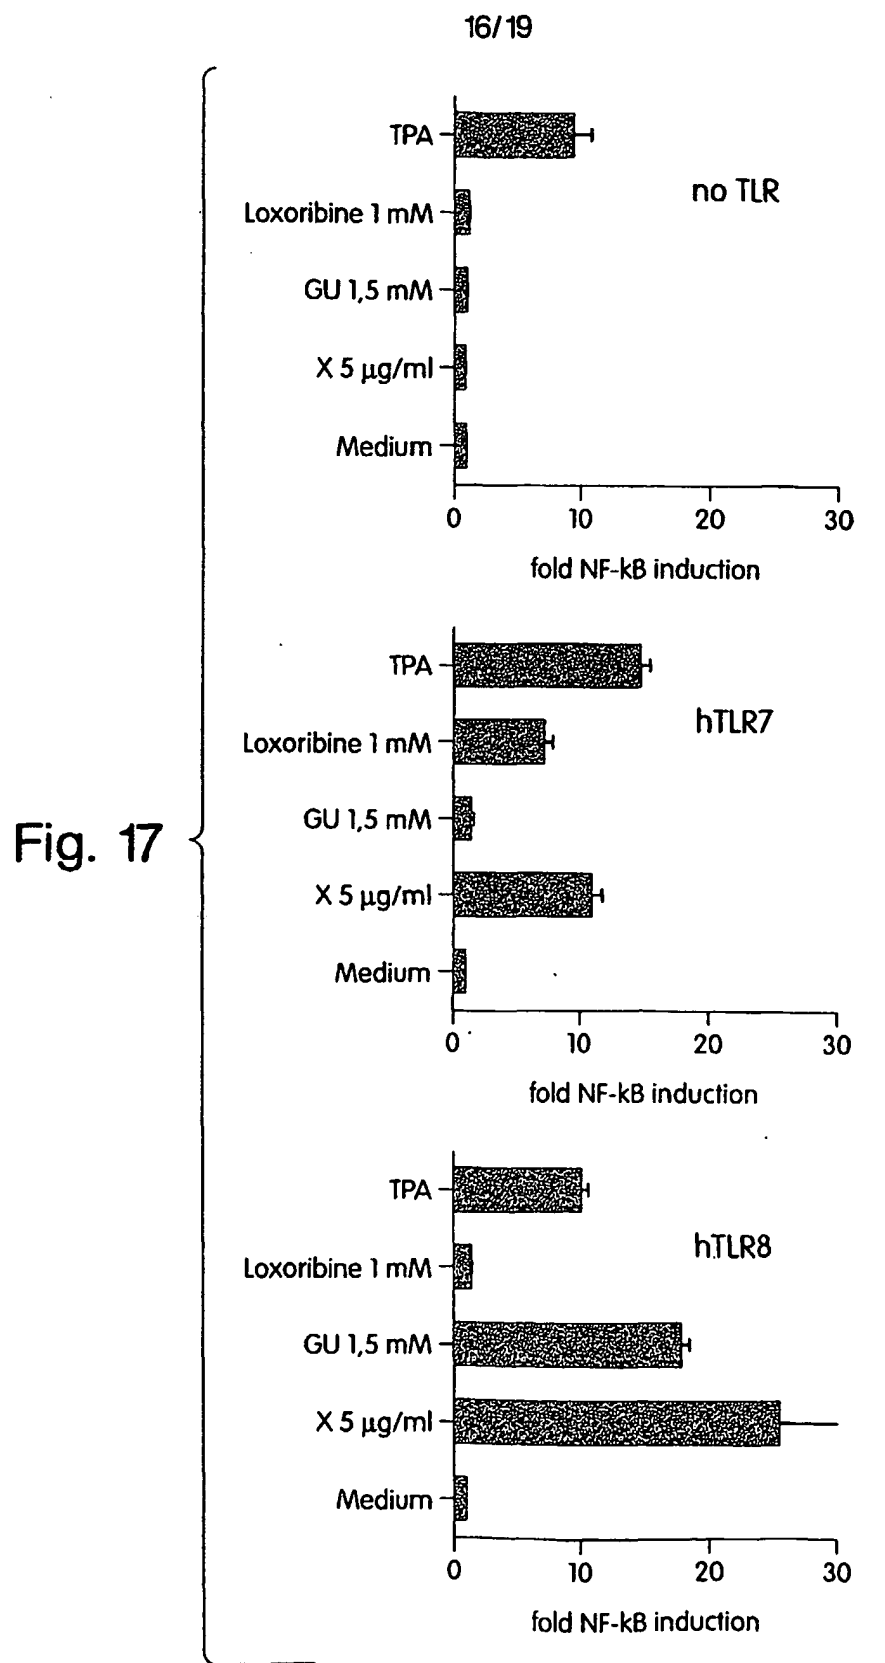 16/19
TPA
no TLR
Loxoribine 1 mM
GU 1,5 mM
X 5 μg/ml
Medium
0 10 20 30
fold NF-kB induction
TPA
hTLR7
Loxoribine 1 mM
Fig. 17
GU 1,5 mM
X 5 μg/ml
Medium
0 10 20 30
fold NF-kB induction
TPA
hTLR8
Loxoribine 1 mM
GU 1,5 mM
X 5 μg/ml
Medium
0 10 20 30
fold NF-kB induction